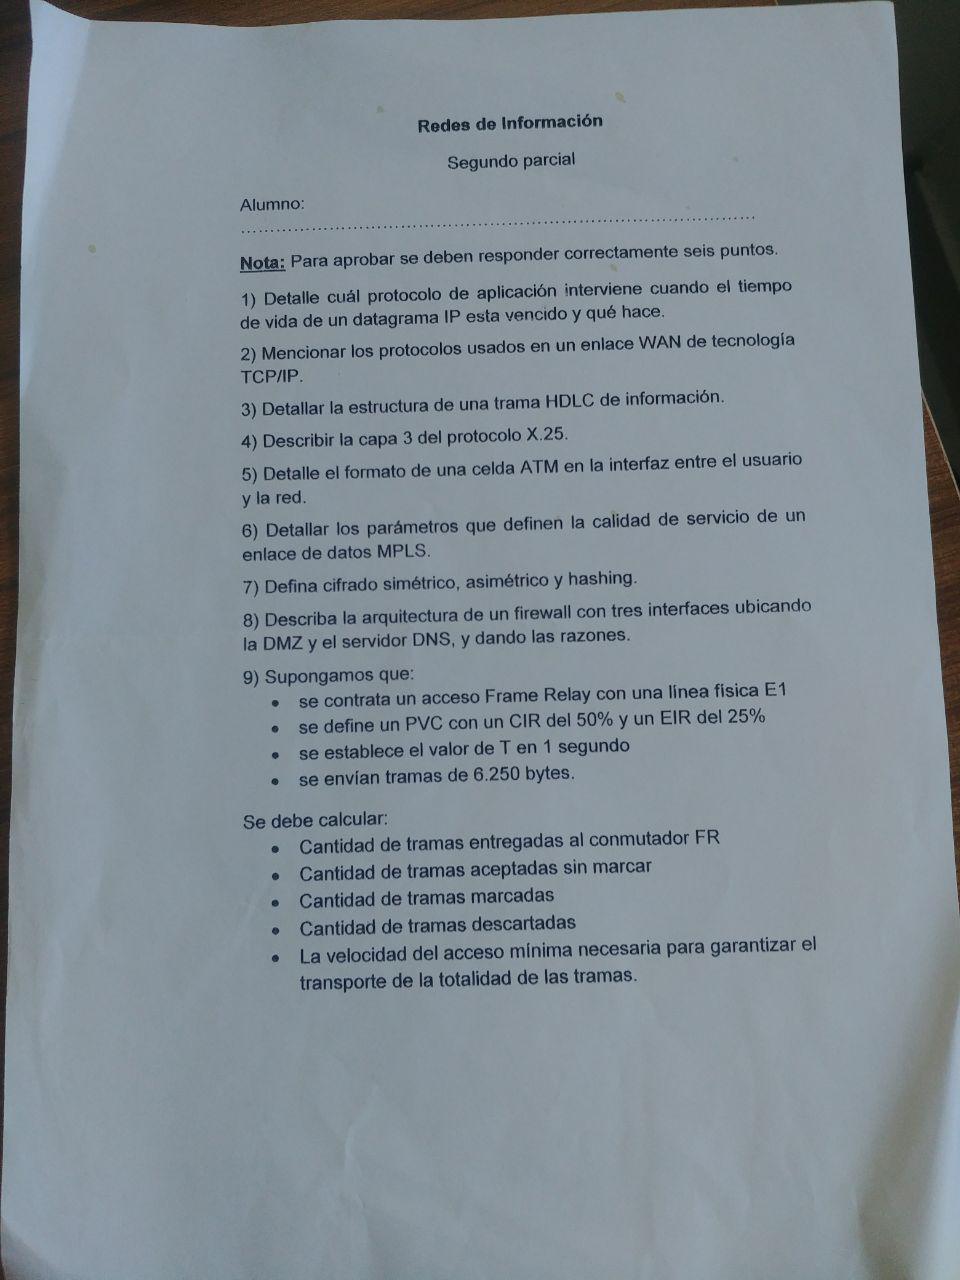 Redes de Información
Segundo parcial
Alumno:
........................................................................................
Nota: Para aprobar se deben responder correctamente seis puntos.
1) Detalle cuál protocolo de aplicación interviene cuando el tiempo
de vida de un datagrama IP esta vencido y qué hace.
2) Mencionar los protocolos usados en un enlace WAN de tecnología
TCP/IP.
3) Detallar la estructura de una trama HDLC de información.
4) Describir la capa 3 del protocolo X.25.
5) Detalle el formato de una celda ATM en la interfaz entre el usuario
y la red.
6) Detallar los parámetros que definen la calidad de servicio de un
enlace de datos MPLS.
7) Defina cifrado simétrico, asimétrico y hashing.
8) Describa la arquitectura de un firewall con tres interfaces ubicando
la DMZ y el servidor DNS, y dando las razones.
9) Supongamos que:
• se contrata un acceso Frame Relay con una línea física E1
• se define un PVC con un CIR del 50% y un EIR del 25%
• se establece el valor de T en 1 segundo
• se envían tramas de 6.250 bytes.
Se debe calcular:
• Cantidad de tramas entregadas al conmutador FR
• Cantidad de tramas aceptadas sin marcar
• Cantidad de tramas marcadas
• Cantidad de tramas descartadas
• La velocidad del acceso mínima necesaria para garantizar el
transporte de la totalidad de las tramas.